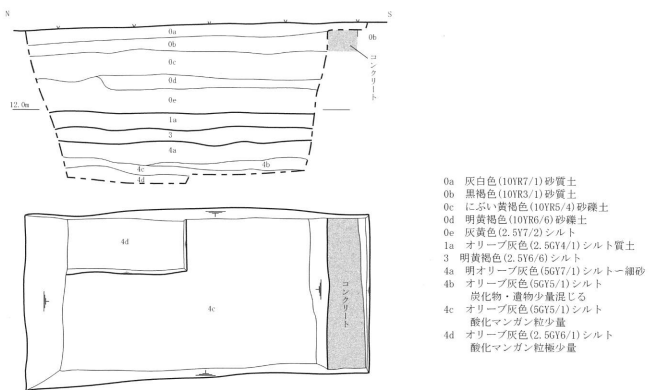 N
S
0a
0b
0b
0c
コンクリート
0d
12.0m
0e
1a
3
4a
4b
4c
4d
4d
4c
コンクリート
0a 灰白色(10YR7/1)砂質土
0b 黒褐色(10YR3/1)砂質土
0c にぶい黄褐色(10YR5/4)砂礫土
0d 明黄褐色(10YR6/6)砂礫土
0e 灰黄色(2.5Y7/2)シルト
1a オリーブ灰色(2.5GY4/1)シルト質土
3 明黄褐色(2.5Y6/6)シルト
4a 明オリーブ灰色(5GY7/1)シルト～細砂
4b オリーブ灰色(5GY5/1)シルト
炭化物・遺物少量混じる
4c オリーブ灰色(5GY5/1)シルト
酸化マンガン粒少量
4d オリーブ灰色(2.5GY6/1)シルト
酸化マンガン粒極少量